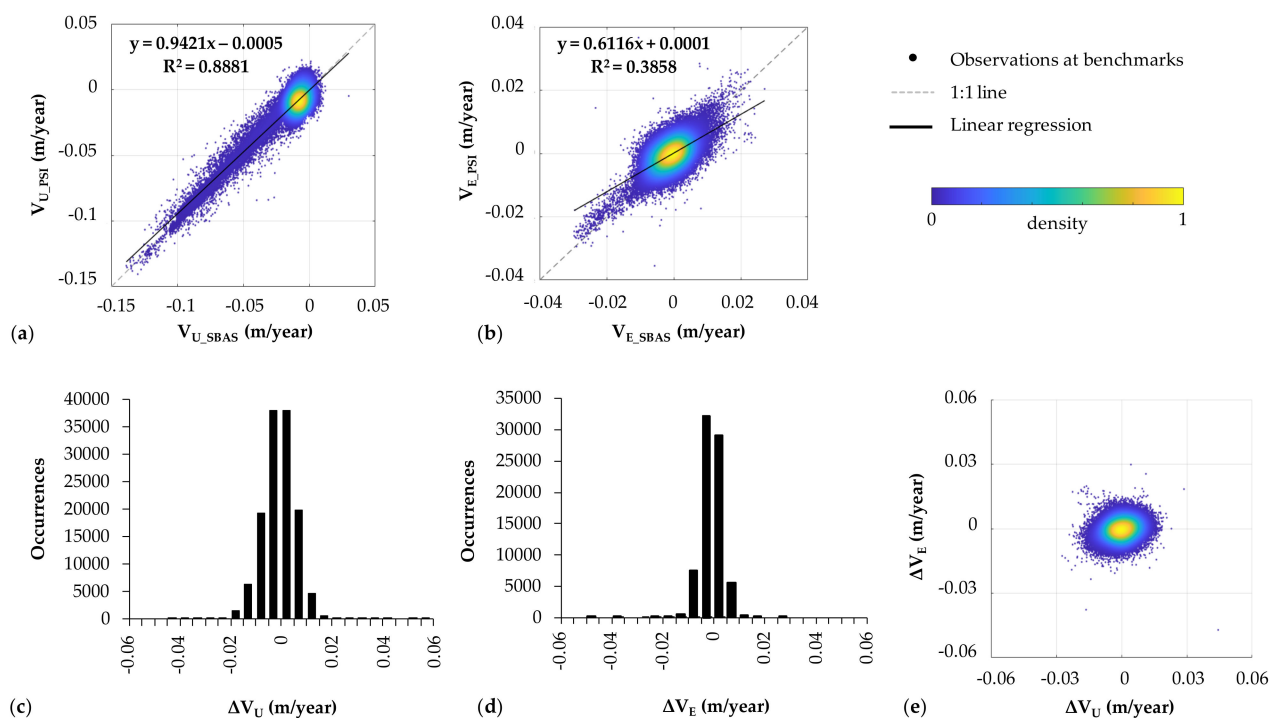 y = 0.9421x – 0.0005
R² = 0.8881
0.05
0
-0.05
-0.1
-0.15
V_U_PSI (m/year)
-0.15 -0.1 -0.05 0 0.05
V_U_SBAS (m/year)
(a)
y = 0.6116x + 0.0001
R² = 0.3858
0.04
0.02
0
-0.02
-0.04
V_E_PSI (m/year)
-0.04 -0.02 0 0.02 0.04
V_E_SBAS (m/year)
(b)
Observations at benchmarks
1:1 line
Linear regression
0 1
density
40000
35000
30000
25000
20000
15000
10000
5000
0
Occurrences
-0.06 -0.04 -0.02 0 0.02 0.04 0.06
ΔV_U (m/year)
(c)
35000
30000
25000
20000
15000
10000
5000
0
Occurrences
-0.06 -0.04 -0.02 0 0.02 0.04 0.06
ΔV_E (m/year)
(d)
0.06
0.03
0
-0.03
-0.06
ΔV_E (m/year)
-0.06 -0.03 0 0.03 0.06
ΔV_U (m/year)
(e)